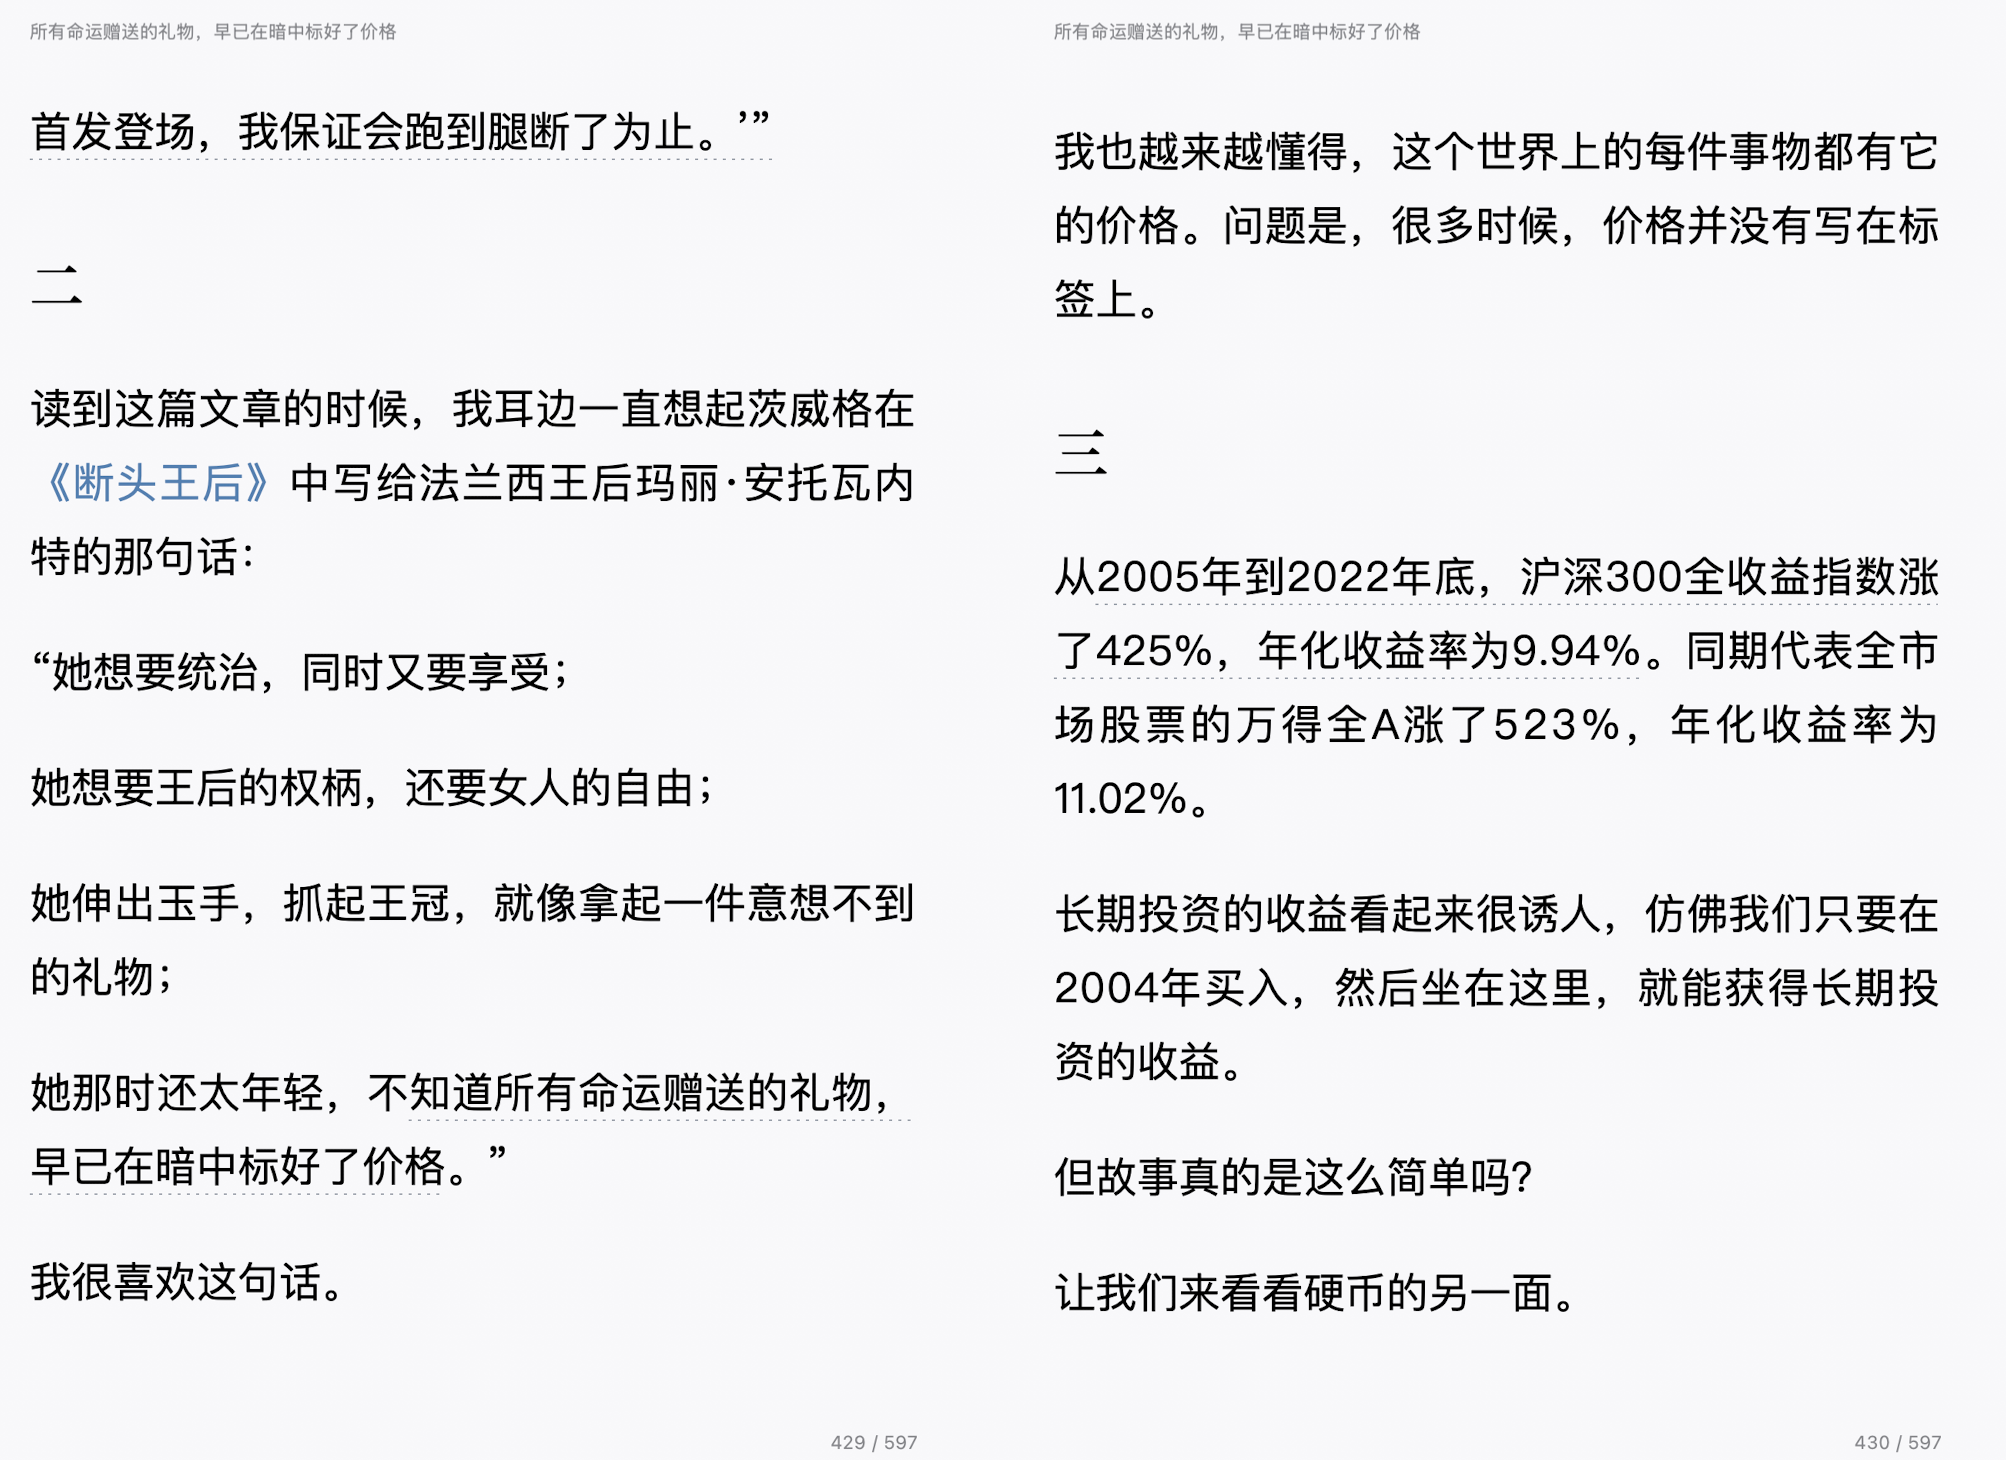 所有命运赠送的礼物，早已在暗中标好了价格
首发登场，我保证会跑到腿断了为止。’”
二
读到这篇文章的时候，我耳边一直想起茨威格在
《断头王后》中写给法兰西王后玛丽·安托瓦内
特的那句话：
“她想要统治，同时又要享受；
她想要王后的权柄，还要女人的自由；
她伸出玉手，抓起王冠，就像拿起一件意想不到
的礼物；
她那时还太年轻，不知道所有命运赠送的礼物，
早已在暗中标好了价格。”
我很喜欢这句话。
429 / 597
所有命运赠送的礼物，早已在暗中标好了价格
我也越来越懂得，这个世界上的每件事物都有它
的价格。问题是，很多时候，价格并没有写在标
签上。
三
从2005年到2022年底，沪深300全收益指数涨
了425%，年化收益率为9.94%。同期代表全市
场股票的万得全A涨了523%，年化收益率为
11.02%。
长期投资的收益看起来很诱人，仿佛我们只要在
2004年买入，然后坐在这里，就能获得长期投
资的收益。
但故事真的是这么简单吗？
让我们来看看硬币的另一面。
430 / 597